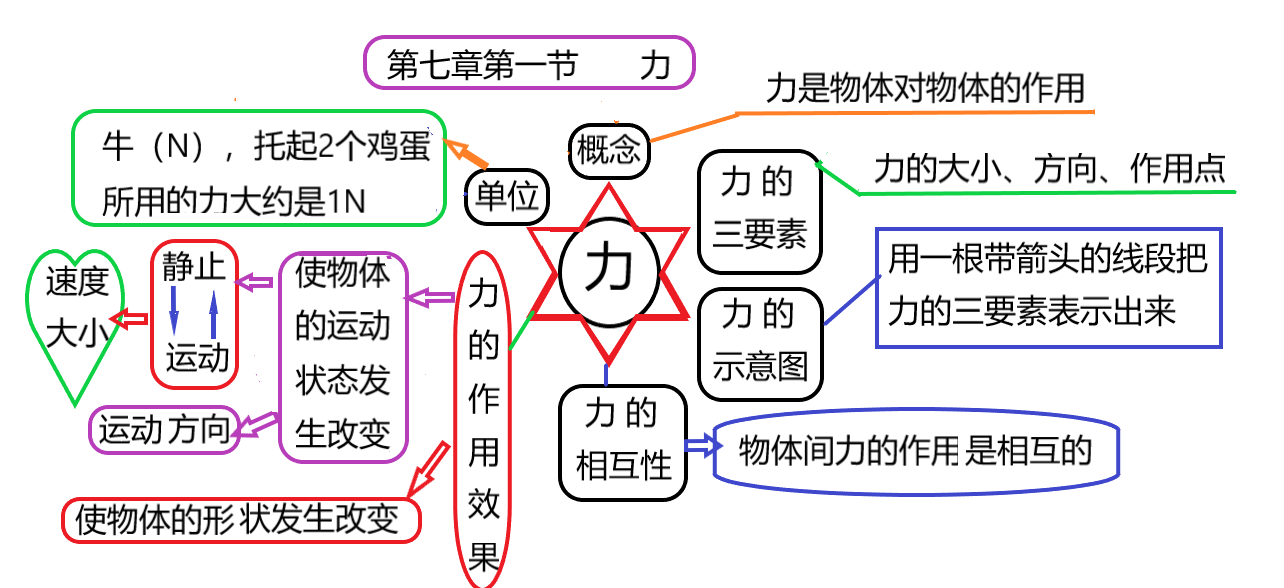 第七章第一节 力
力是物体对物体的作用
概念
牛（N），托起2个鸡蛋
所用的力大约是1N
单位
力的
三要素
力的大小、方向、作用点
力
力的
示意图
用一根带箭头的线段把
力的三要素表示出来
力的
相互性
物体间力的作用是相互的
力
的
作
用
效
果
使物体
的运动
状态发
生改变
静止
运动
速度
大小
运动方向
使物体的形状发生改变